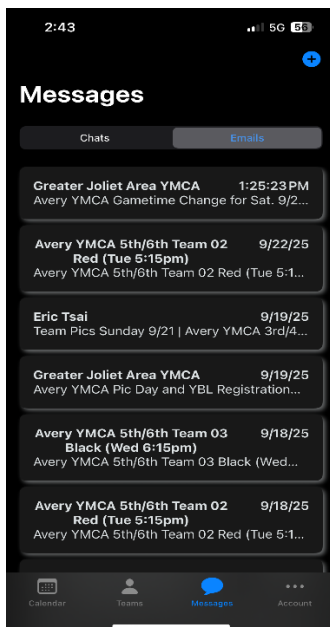 2:43
5G 56
Messages
Chats Emails
Greater Joliet Area YMCA 1:25:23 PM
Avery YMCA Gametime Change for Sat. 9/2...
Avery YMCA 5th/6th Team 02 9/22/25
Red (Tue 5:15pm)
Avery YMCA 5th/6th Team 02 Red (Tue 5:1...
Eric Tsai 9/19/25
Team Pics Sunday 9/21 | Avery YMCA 3rd/4...
Greater Joliet Area YMCA 9/19/25
Avery YMCA Pic Day and YBL Registration...
Avery YMCA 5th/6th Team 03 9/18/25
Black (Wed 6:15pm)
Avery YMCA 5th/6th Team 03 Black (Wed...
Avery YMCA 5th/6th Team 02 9/18/25
Red (Tue 5:15pm)
Avery YMCA 5th/6th Team 02 Red (Tue 5:1...
Calendar Teams Messages Account